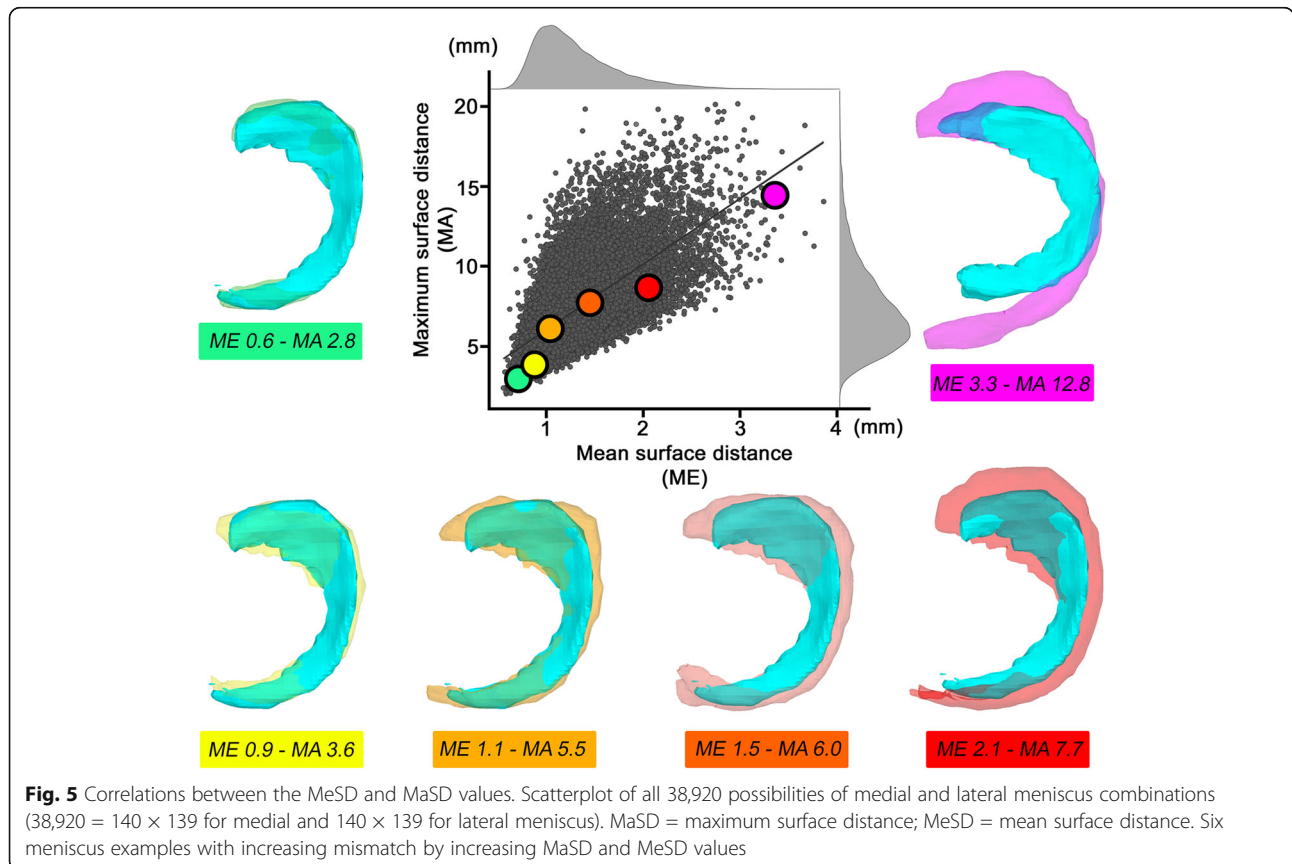 (mm)
20
15
10
5
Maximum surface distance
(MA)
1 2 3 4 (mm)
Mean surface distance
(ME)
ME 0.6 - MA 2.8
ME 3.3 - MA 12.8
ME 0.9 - MA 3.6
ME 1.1 - MA 5.5
ME 1.5 - MA 6.0
ME 2.1 - MA 7.7
Fig. 5 Correlations between the MeSD and MaSD values. Scatterplot of all 38,920 possibilities of medial and lateral meniscus combinations
(38,920 = 140 × 139 for medial and 140 × 139 for lateral meniscus). MaSD = maximum surface distance; MeSD = mean surface distance. Six
meniscus examples with increasing mismatch by increasing MaSD and MeSD values